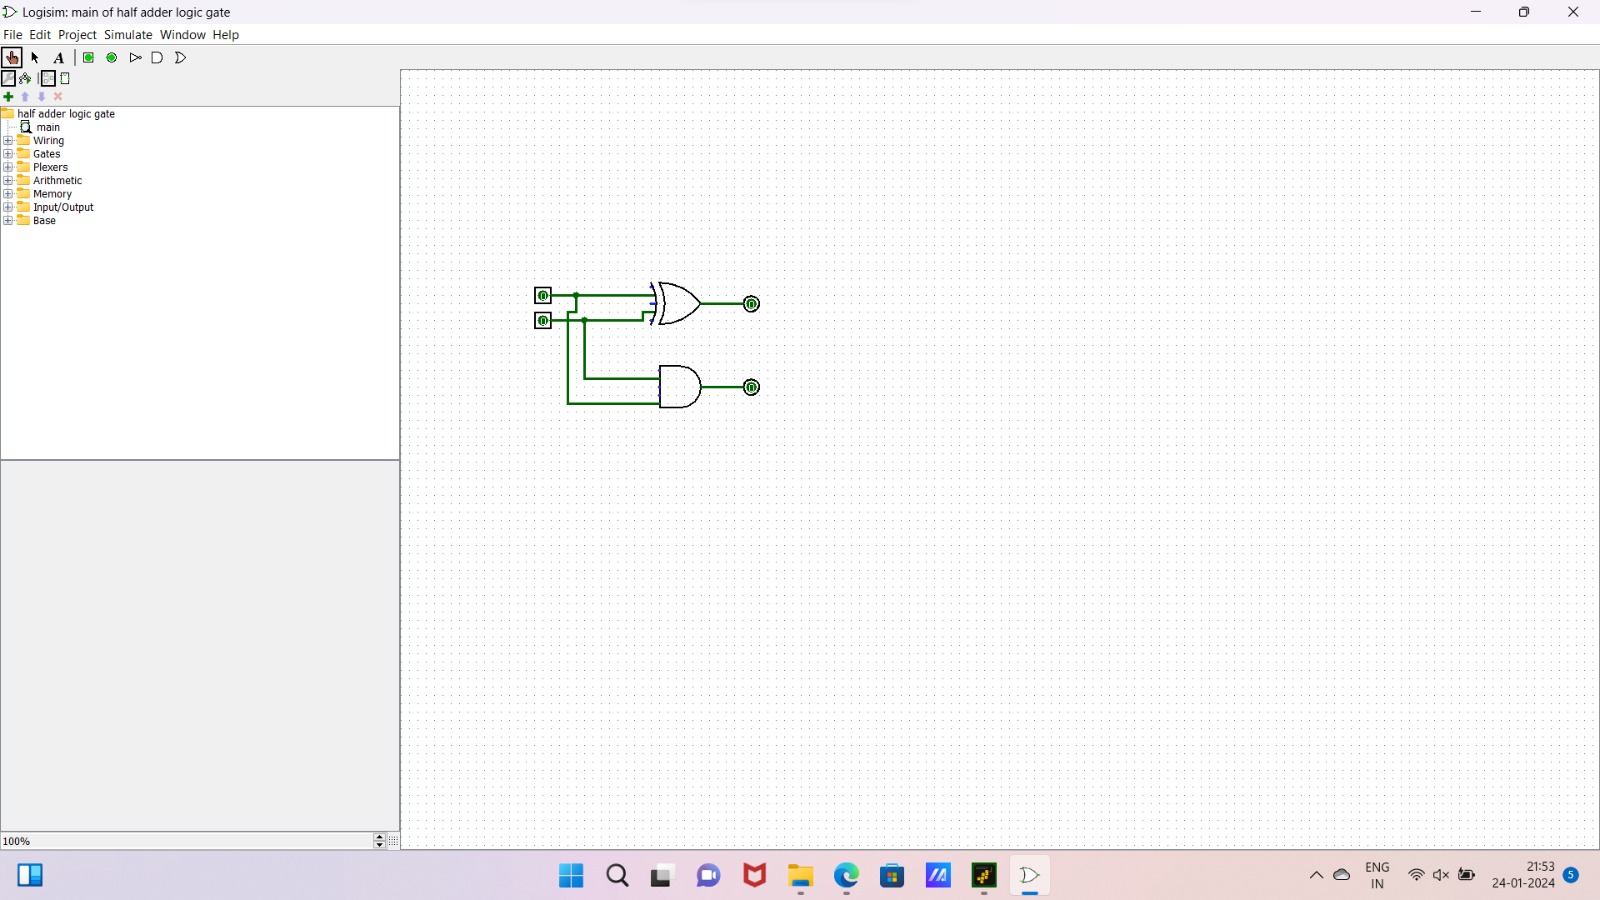 Logisim: main of half adder logic gate
File Edit Project Simulate Window Help
A
half adder logic gate
main
Wiring
Gates
Plexers
Arithmetic
Memory
Input/Output
Base
0
0
0
0
100%
ENG
IN
21:53
24-01-2024
5